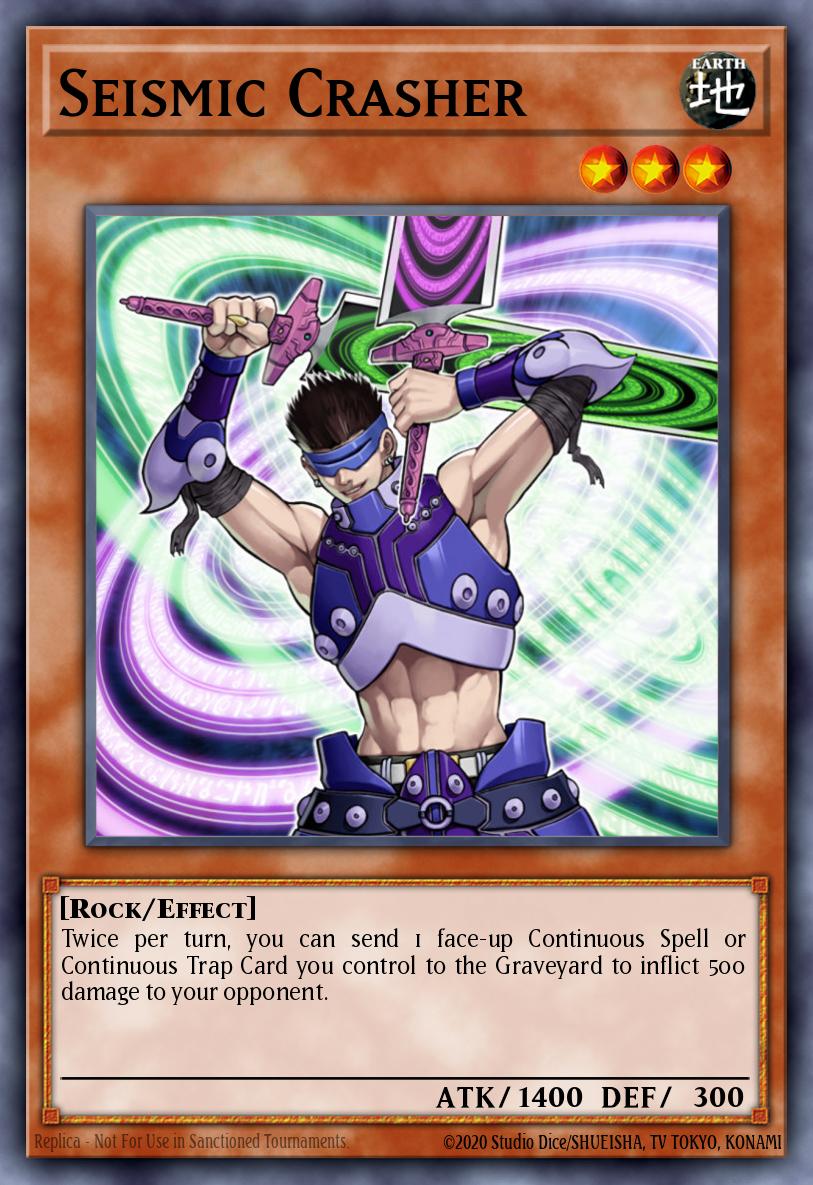 Seismic Crasher
EARTH
地
[Rock/Effect]
Twice per turn, you can send 1 face-up Continuous Spell or
Continuous Trap Card you control to the Graveyard to inflict 500
damage to your opponent.
ATK/1400 DEF/ 300
Replica - Not For Use in Sanctioned Tournaments.
©2020 Studio Dice/SHUEISHA, TV TOKYO, KONAMI